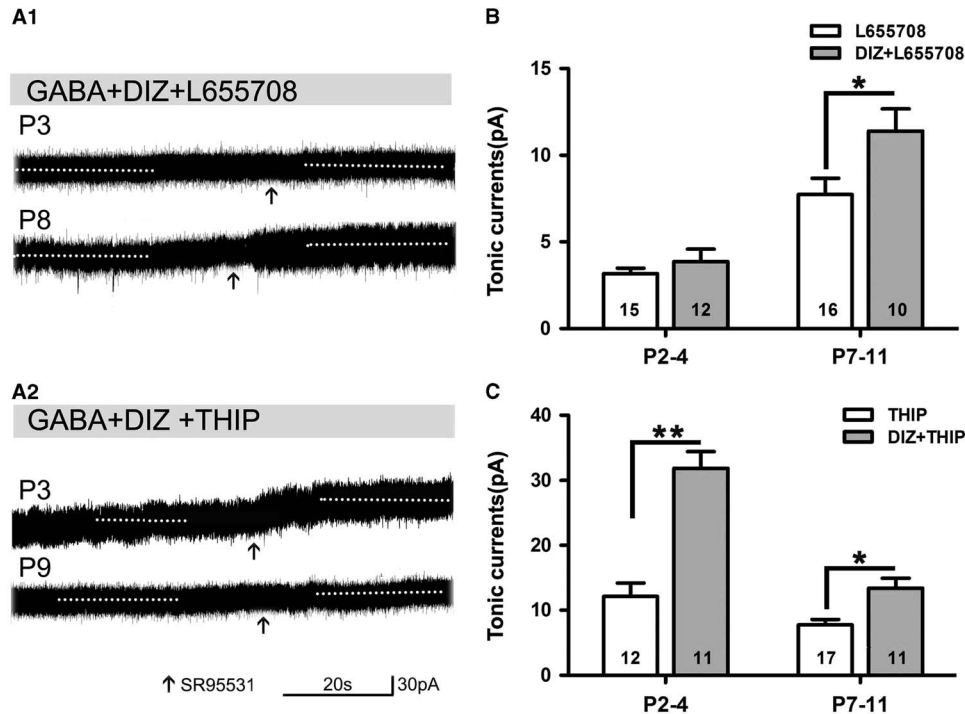 A1
GABA+DIZ+L655708
P3
↑
P8
↑
A2
GABA+DIZ +THIP
P3
↑
P9
↑
↑ SR95531
20s
30pA
B
L655708
DIZ+L655708
Tonic currents(pA)
15
10
5
0
*
15
12
16
10
P2-4
P7-11
C
THIP
DIZ+THIP
Tonic currents(pA)
40
30
20
10
0
**
*
12
11
17
11
P2-4
P7-11